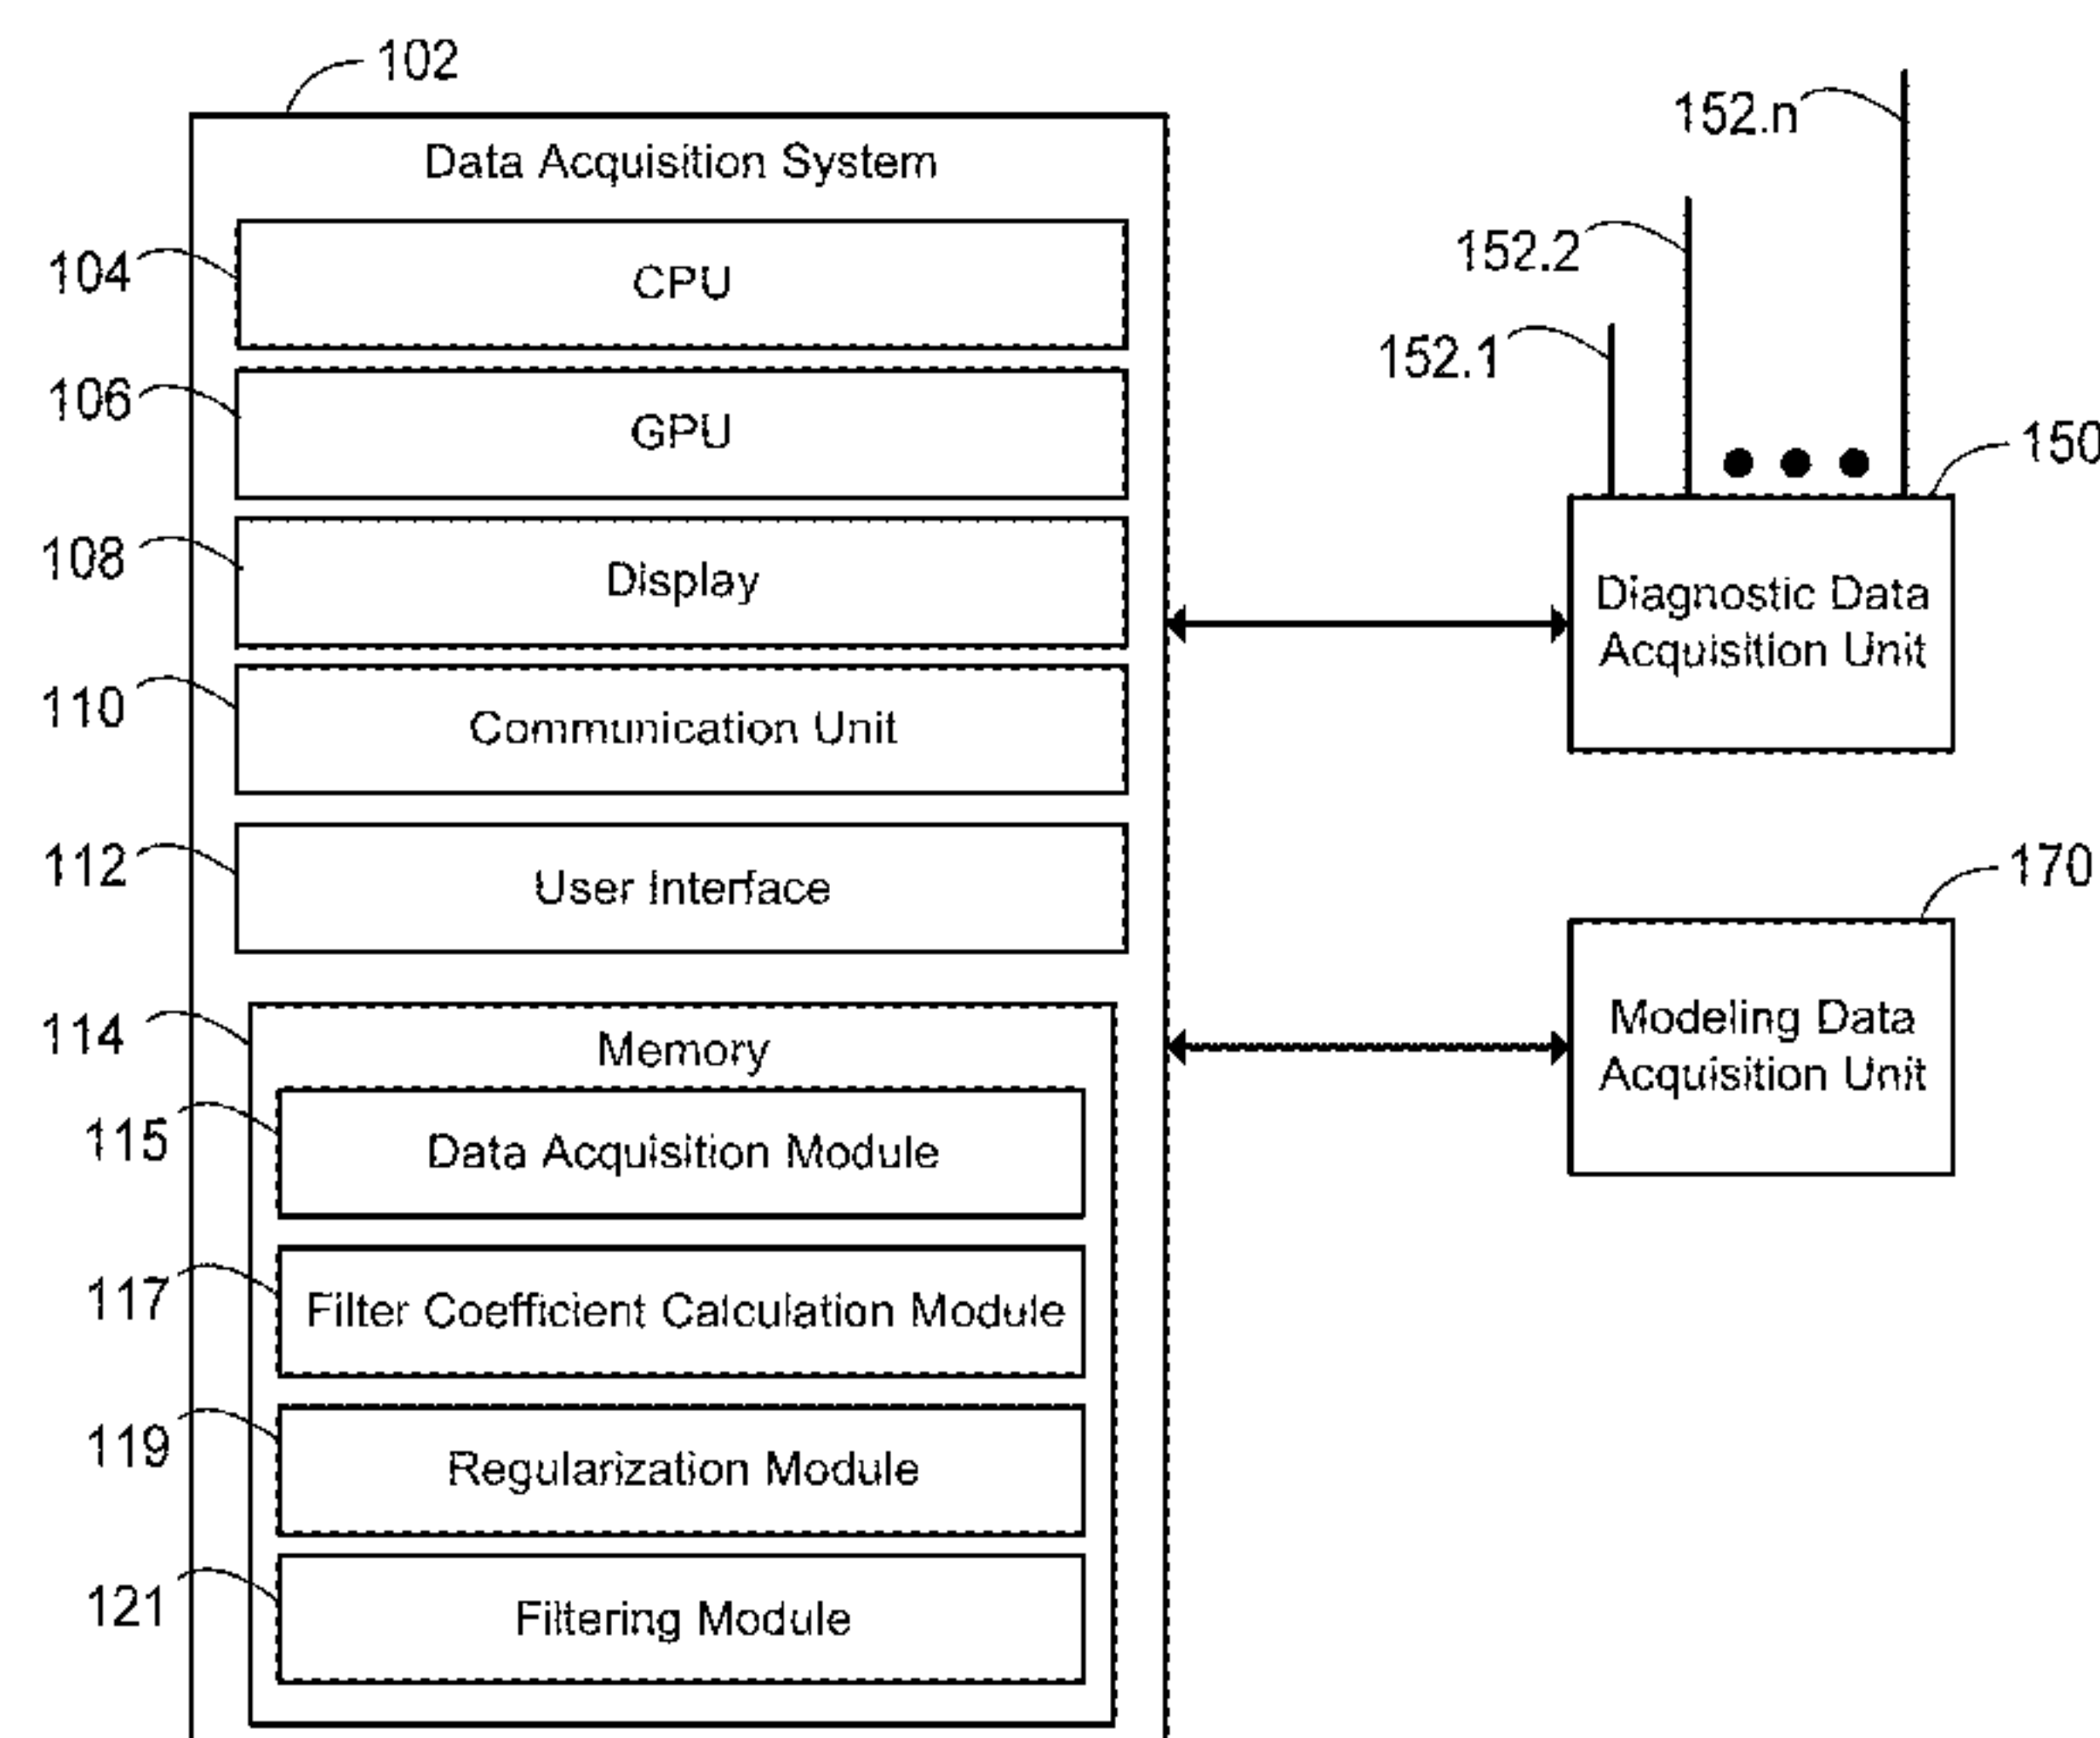 102
Data Acquisition System
104
CPU
106
GPU
108
Display
110
Communication Unit
112
User Interface
114
Memory
115
Data Acquisition Module
117
Filter Coefficient Calculation Module
119
Regularization Module
121
Filtering Module
152.n
152.2
152.1
150
Diagnostic Data
Acquisition Unit
170
Modeling Data
Acquisition Unit